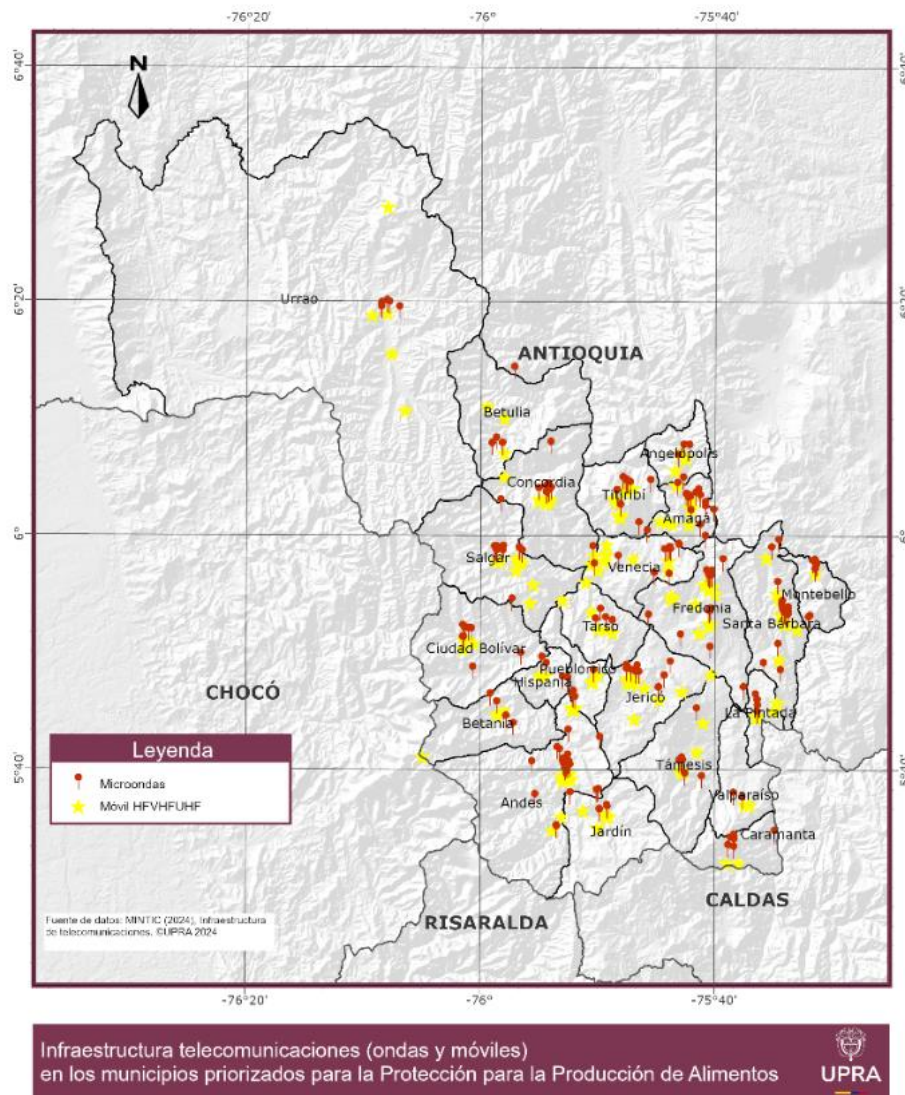 -76°20'
-76°
-75°40'
6°40'
6°40'
N
6°20'
Urrao
6°20'
ANTIOQUIA
Betulia
Angelópolis
Concordia
Titiribí
Amagá
6°
6°
Salgar
Venecia
Montebello
Fredonia
Santa Bárbara
Tarso
Ciudad Bolívar
Pueblorrico
Hispania
CHOCÓ
Jericó
La Pintada
Betania
Leyenda
Microondas
Móvil HFVHFUHF
5°40'
5°40'
Támesis
Valparaíso
Andes
Jardín
Caramanta
CALDAS
RISARALDA
Fuente de datos: MINTIC (2024), Infraestructura
de telecomunicaciones. ©UPRA 2024
-76°20'
-76°
-75°40'
Infraestructura telecomunicaciones (ondas y móviles)
en los municipios priorizados para la Protección para la Producción de Alimentos
UPRA